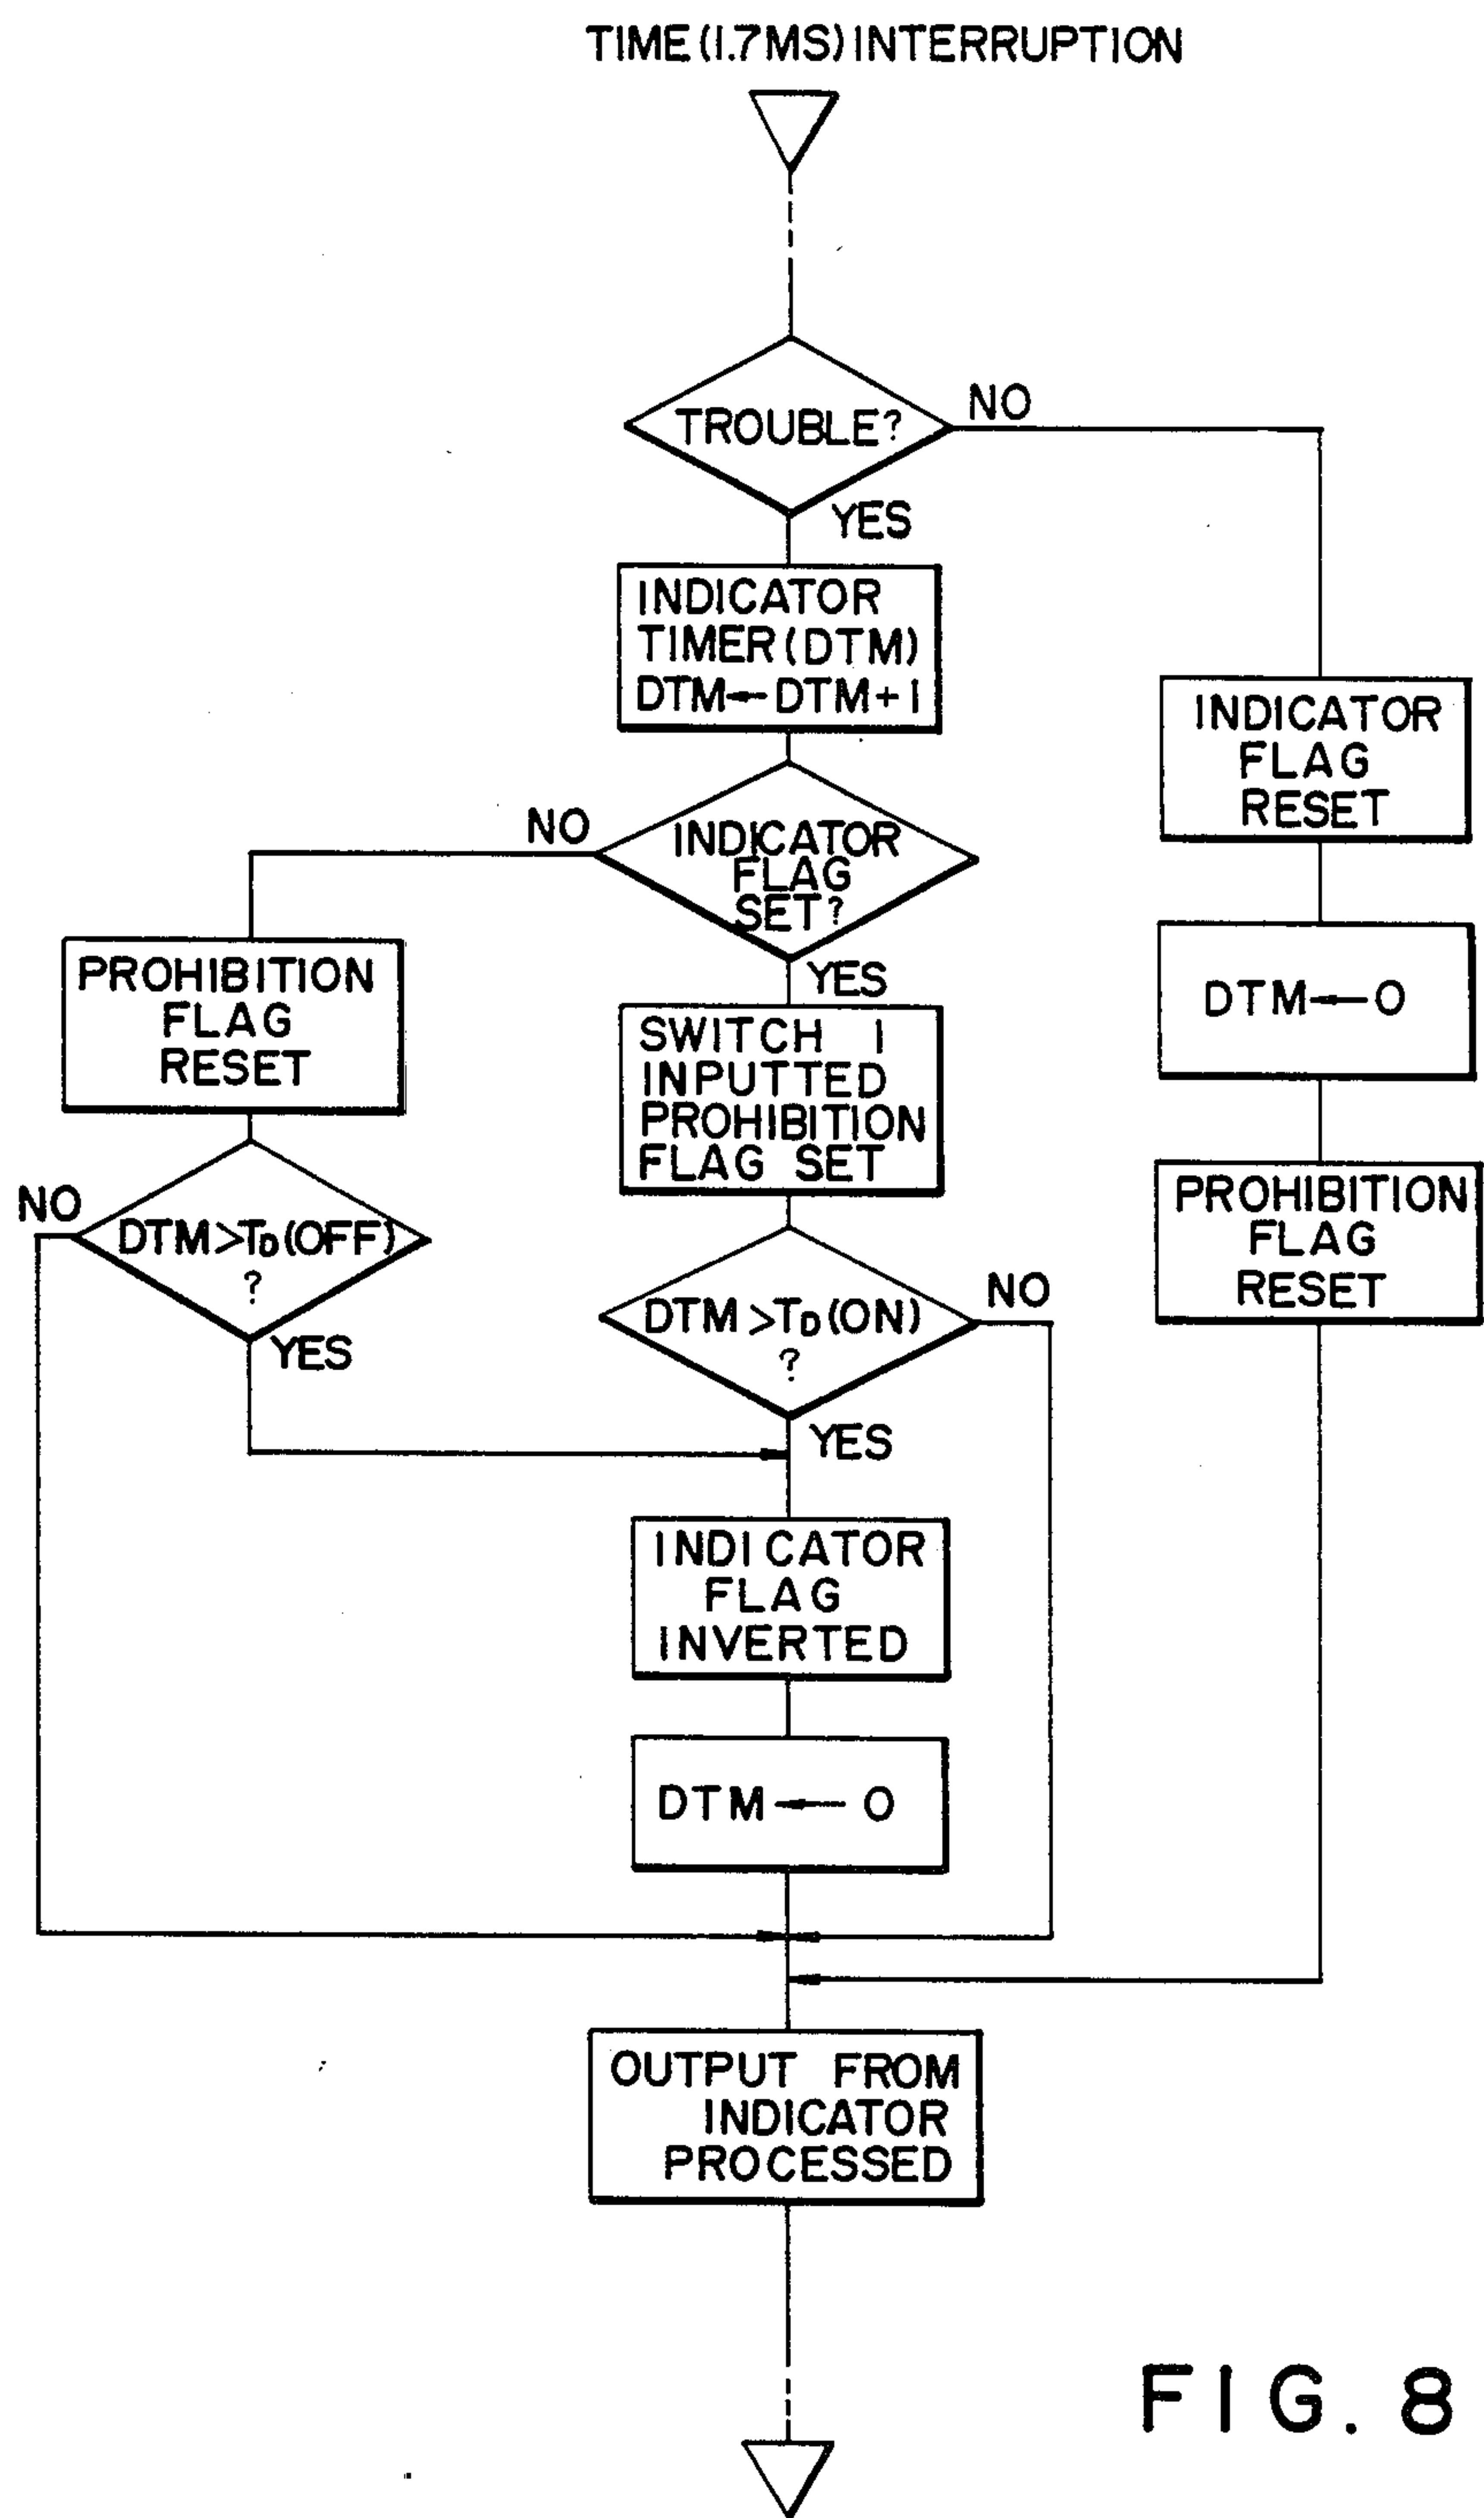 TIME(1.7MS) INTERRUPTION
TROUBLE?
NO
YES
INDICATOR
TIMER(DTM)
DTM←DTM+1
INDICATOR
FLAG
RESET
NO
INDICATOR
FLAG
SET?
YES
DTM←0
PROHIBITION
FLAG
RESET
SWITCH 1
INPUTTED
PROHIBITION
FLAG SET
PROHIBITION
FLAG
RESET
NO
DTM>TD(OFF)
?
YES
DTM>TD(ON)
?
NO
YES
INDICATOR
FLAG
INVERTED
DTM←0
OUTPUT FROM
INDICATOR
PROCESSED
FIG. 8